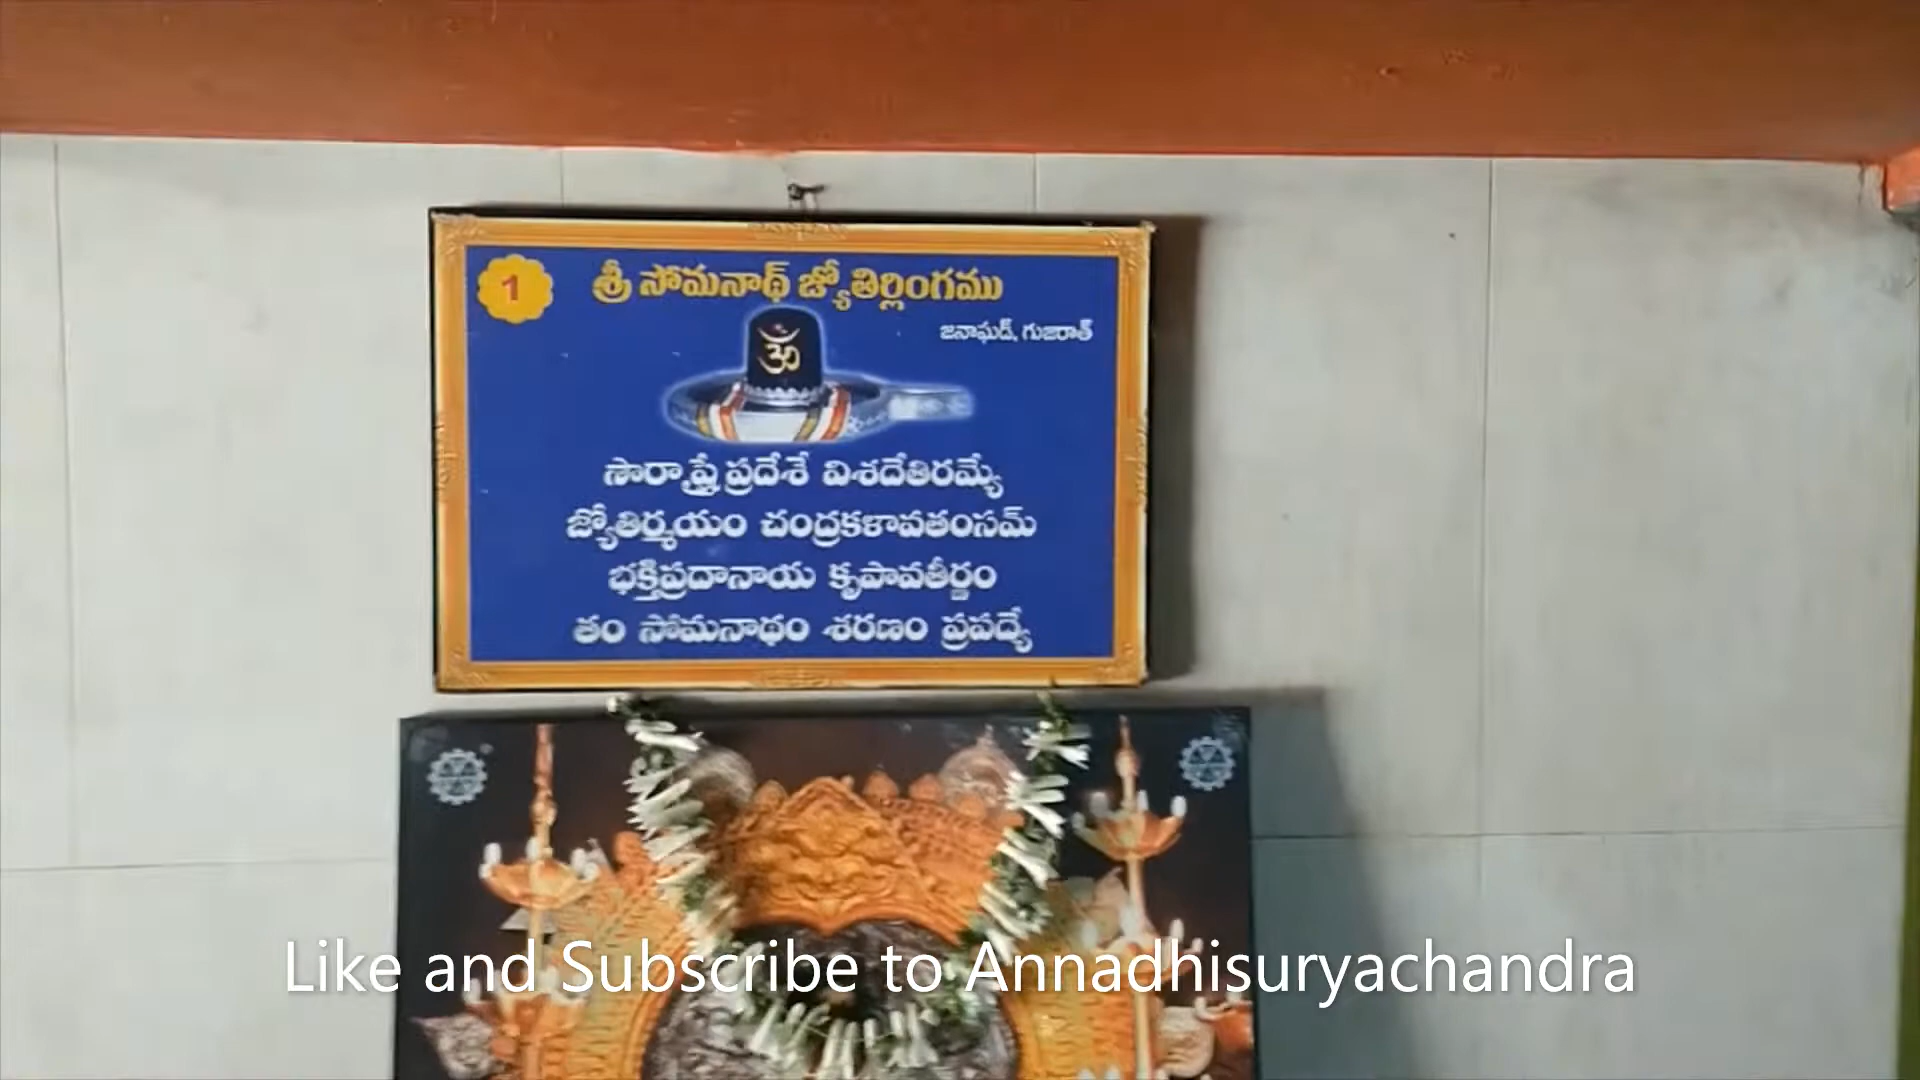 1
శ్రీ సోమనాథ్ జ్యోతిర్లింగము
జనాఘడ్, గుజరాత్
ॐ
సౌరాష్ట్రే ప్రదేశే విశదేతిరమ్యే
జ్యోతిర్మయం చంద్రకళావతంసమ్
భక్తిప్రదానాయ కృపావతీర్ణం
తం సోమనాథం శరణం ప్రపద్యే
Like and Subscribe to Annadhisuryachandra